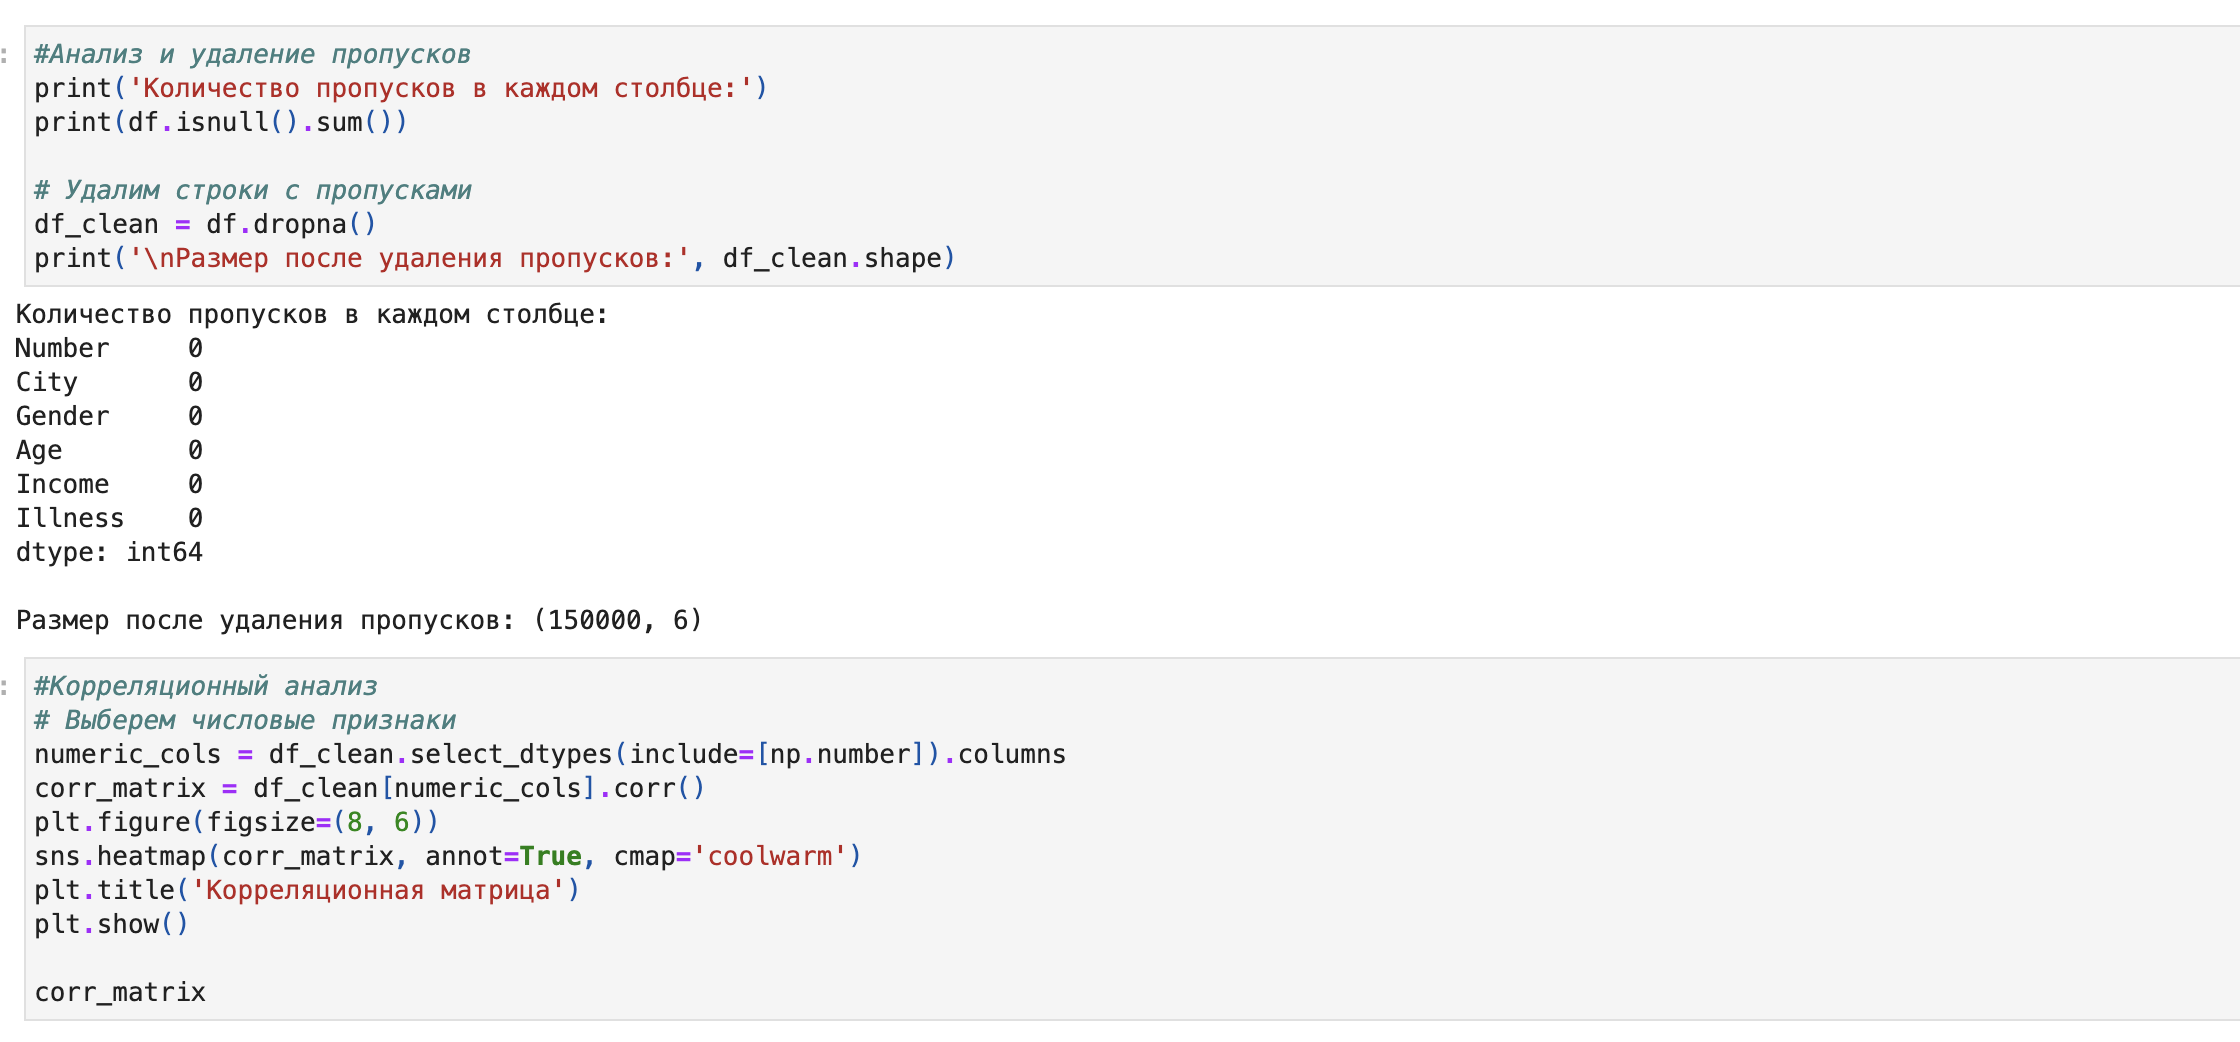 #Анализ и удаление пропусков
print('Количество пропусков в каждом столбце:')
print(df.isnull().sum())
# Удалим строки с пропусками
df_clean = df.dropna()
print('\nРазмер после удаления пропусков:', df_clean.shape)
Количество пропусков в каждом столбце:
Number 0
City 0
Gender 0
Age 0
Income 0
Illness 0
dtype: int64
Размер после удаления пропусков: (150000, 6)
#Корреляционный анализ
# Выберем числовые признаки
numeric_cols = df_clean.select_dtypes(include=[np.number]).columns
corr_matrix = df_clean[numeric_cols].corr()
plt.figure(figsize=(8, 6))
sns.heatmap(corr_matrix, annot=True, cmap='coolwarm')
plt.title('Корреляционная матрица')
plt.show()
corr_matrix